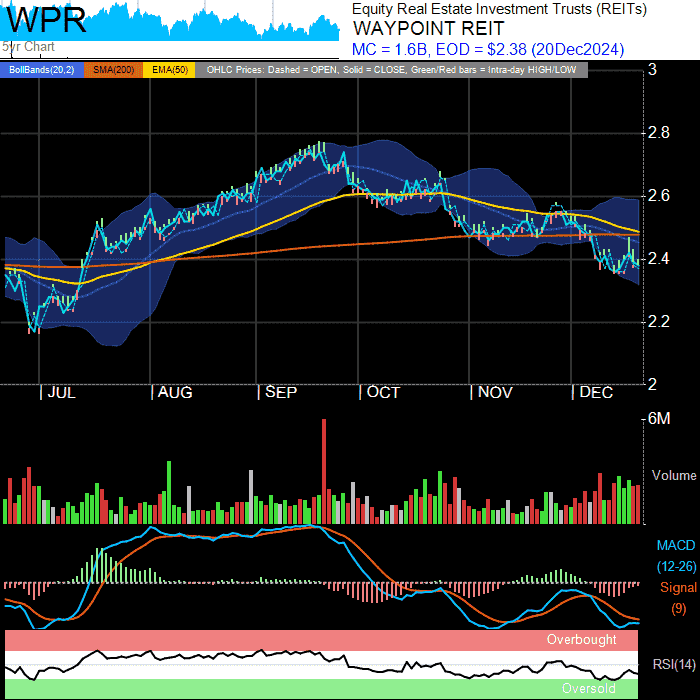 WPR
5yr Chart
Equity Real Estate Investment Trusts (REITs)
WAYPOINT REIT
MC = 1.6B, EOD = $2.38 (20Dec2024)
BollBands(20,2) SMA(200) EMA(50) OHLC Prices: Dashed = OPEN, Solid = CLOSE, Green/Red bars = Intra-day HIGH/LOW
3
2.8
2.6
2.4
2.2
2
JUL AUG SEP OCT NOV DEC
6M
Volume
MACD
(12-26)
Signal
(9)
Overbought
RSI(14)
Oversold